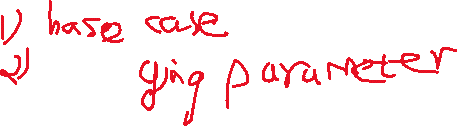 1) base case
2) ging parameter